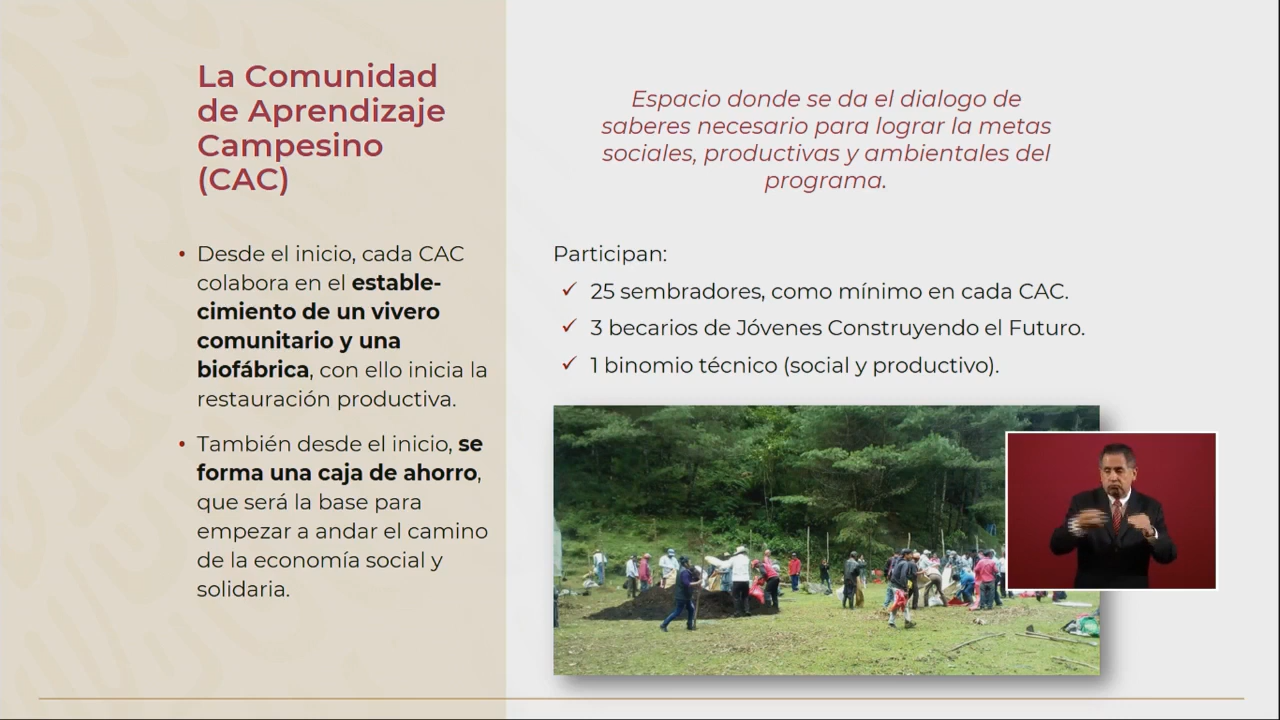 La Comunidad
de Aprendizaje
Campesino
(CAC)
• Desde el inicio, cada CAC
colabora en el estable-
cimiento de un vivero
comunitario y una
biofábrica, con ello inicia la
restauración productiva.
• También desde el inicio, se
forma una caja de ahorro,
que será la base para
empezar a andar el camino
de la economía social y
solidaria.
Espacio donde se da el dialogo de
saberes necesario para lograr la metas
sociales, productivas y ambientales del
programa.
Participan:
✓ 25 sembradores, como mínimo en cada CAC.
✓ 3 becarios de Jóvenes Construyendo el Futuro.
✓ 1 binomio técnico (social y productivo).